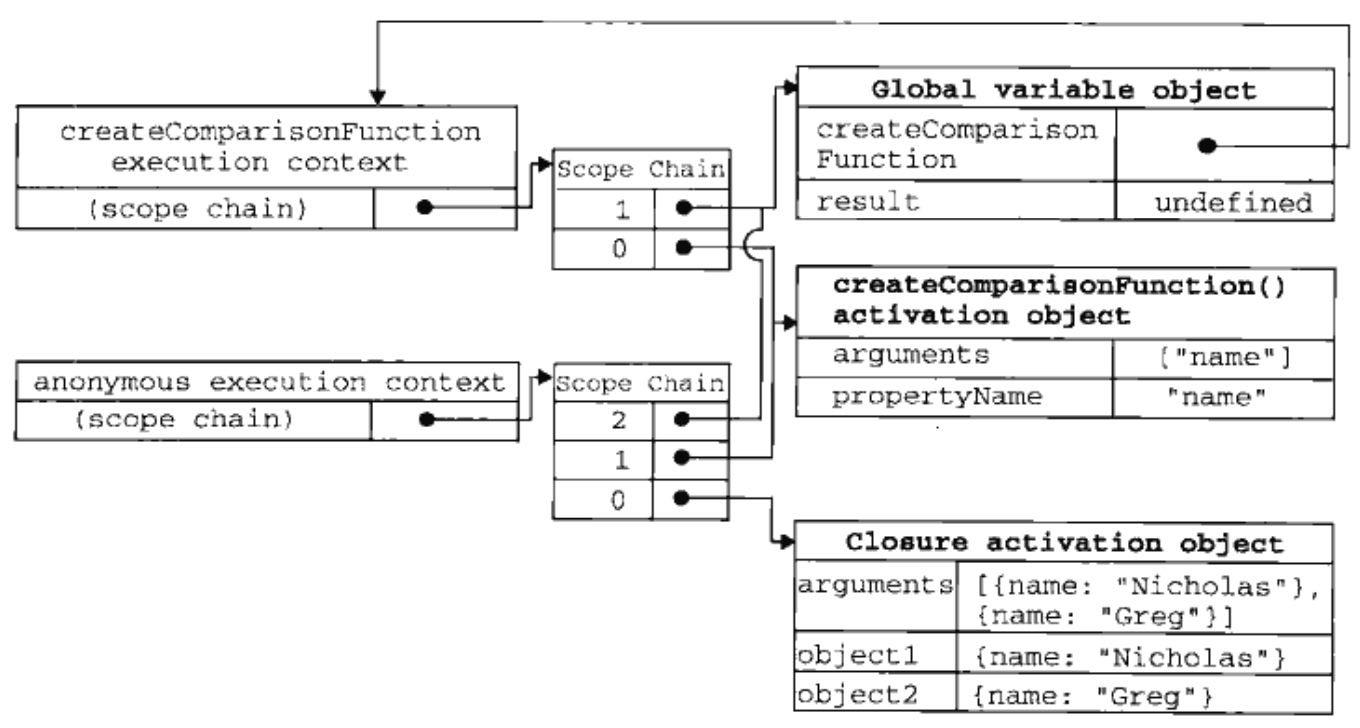 createComparisonFunction
execution context
(scope chain)
Scope Chain
1
0
Global variable object
createComparison
Function
result undefined
createComparisonFunction()
activation object
arguments ["name"]
propertyName "name"
anonymous execution context
(scope chain)
Scope Chain
2
1
0
Closure activation object
arguments [{name: "Nicholas"},
{name: "Greg"}]
object1 {name: "Nicholas"}
object2 {name: "Greg"}